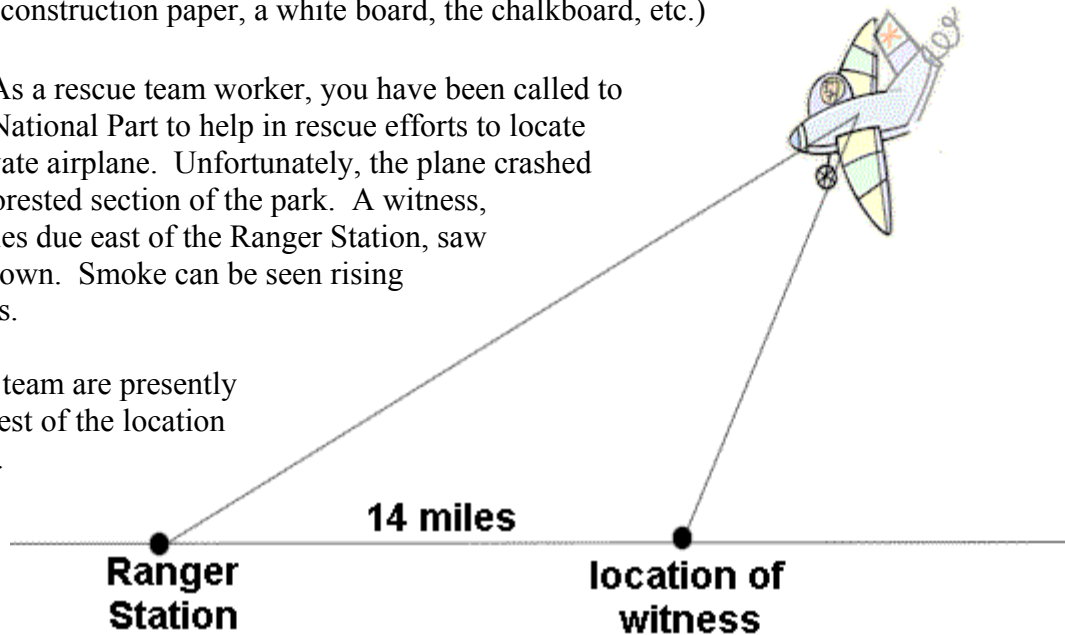 construction paper, a white board, the chalkboard, etc.)
As a rescue team worker, you have been called to
National Part to help in rescue efforts to locate
vate airplane. Unfortunately, the plane crashed
orested section of the park. A witness,
es due east of the Ranger Station, saw
own. Smoke can be seen rising
s.
team are presently
est of the location
.
14 miles
Ranger
Station
location of
witness